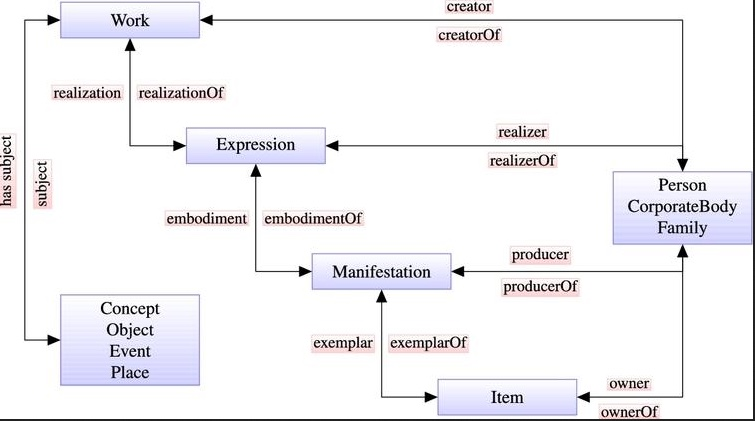 creator
Work
creatorOf
realization
realizationOf
realizer
Expression
realizerOf
has subject
subject
Person
CorporateBody
Family
embodiment
embodimentOf
producer
Manifestation
producerOf
Concept
Object
Event
Place
exemplar
exemplarOf
owner
Item
ownerOf